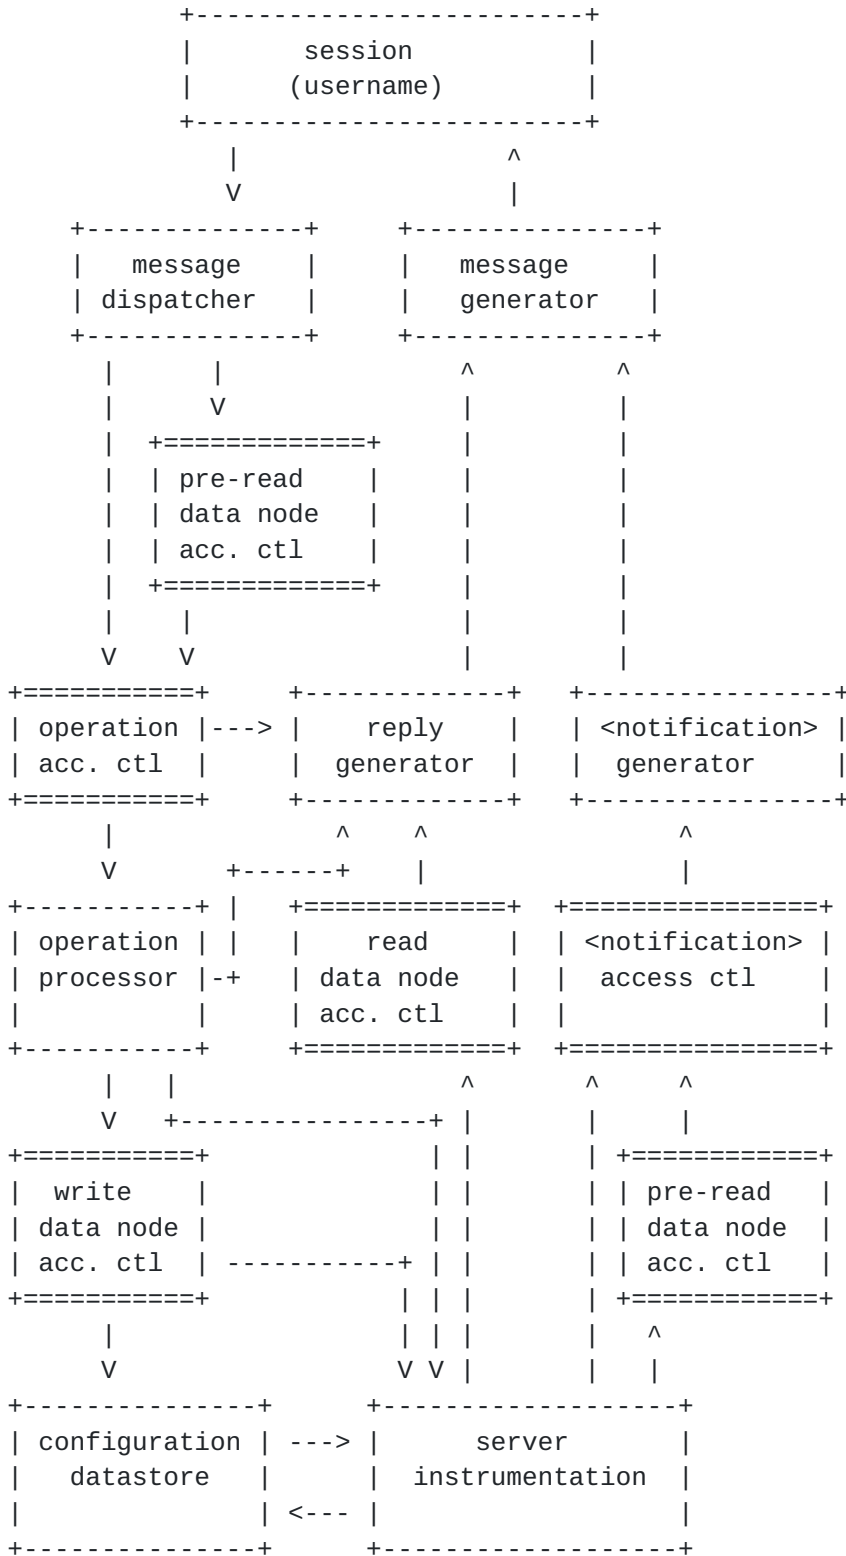 session
(username)
message
dispatcher
message
generator
pre-read
data node
acc. ctl
operation
acc. ctl
reply
generator
<notification>
generator
operation
processor
read
data node
acc. ctl
<notification>
access ctl
write
data node
acc. ctl
pre-read
data node
acc. ctl
configuration
datastore
server
instrumentation